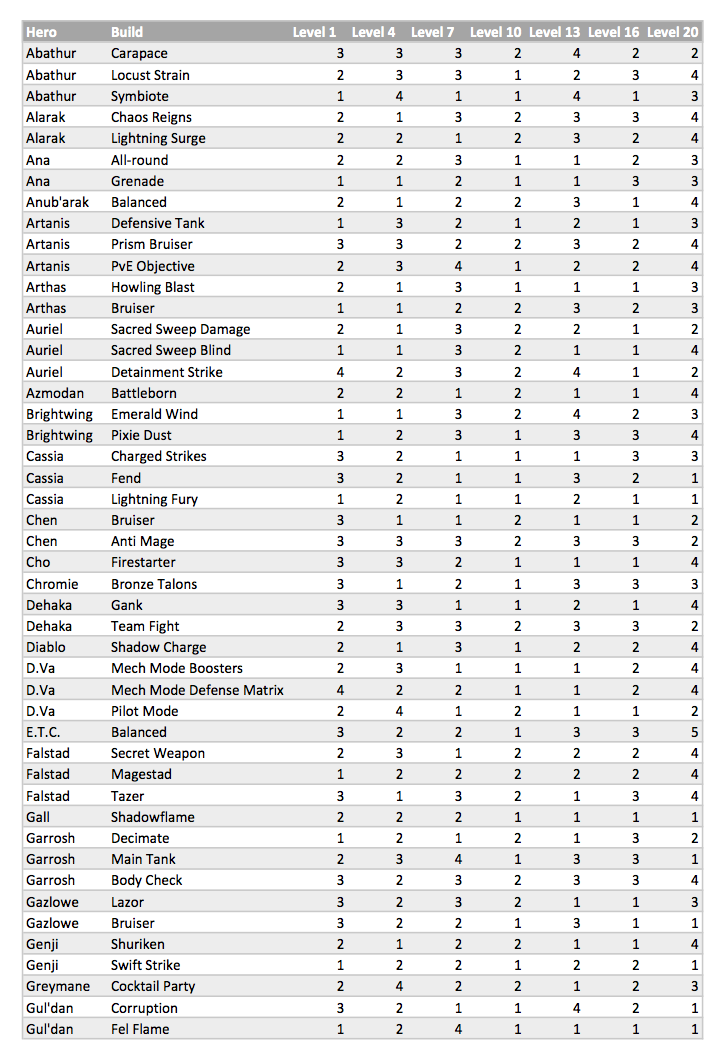 Hero Build Level 1 Level 4 Level 7 Level 10 Level 13 Level 16 Level 20
Abathur Carapace 3 3 3 2 4 2 2
Abathur Locust Strain 2 3 3 1 2 3 4
Abathur Symbiote 1 4 1 1 4 1 3
Alarak Chaos Reigns 2 1 3 2 3 3 4
Alarak Lightning Surge 2 2 1 2 3 2 4
Ana All-round 2 2 3 1 1 2 3
Ana Grenade 1 1 2 1 1 3 3
Anub'arak Balanced 2 1 2 2 3 1 4
Artanis Defensive Tank 1 3 2 1 2 1 3
Artanis Prism Bruiser 3 3 2 2 3 2 4
Artanis PvE Objective 2 3 4 1 2 2 4
Arthas Howling Blast 2 1 3 1 1 1 3
Arthas Bruiser 1 1 2 2 3 2 3
Auriel Sacred Sweep Damage 2 1 3 2 2 1 2
Auriel Sacred Sweep Blind 1 1 3 2 1 1 4
Auriel Detainment Strike 4 2 3 2 4 1 2
Azmodan Battleborn 2 2 1 2 1 1 4
Brightwing Emerald Wind 1 1 3 2 4 2 3
Brightwing Pixie Dust 1 2 3 1 3 3 4
Cassia Charged Strikes 3 2 1 1 1 3 3
Cassia Fend 3 2 1 1 3 2 1
Cassia Lightning Fury 1 2 1 1 2 1 1
Chen Bruiser 3 1 1 2 1 1 2
Chen Anti Mage 3 3 3 2 3 3 2
Cho Firestarter 3 3 2 1 1 1 4
Chromie Bronze Talons 3 1 2 1 3 3 3
Dehaka Gank 3 3 1 1 2 1 4
Dehaka Team Fight 2 3 3 2 3 3 2
Diablo Shadow Charge 2 1 3 1 2 2 4
D.Va Mech Mode Boosters 2 3 1 1 1 2 4
D.Va Mech Mode Defense Matrix 4 2 2 1 1 2 4
D.Va Pilot Mode 2 4 1 2 1 1 2
E.T.C. Balanced 3 2 2 1 3 3 5
Falstad Secret Weapon 2 3 1 2 2 2 4
Falstad Magestad 1 2 2 2 2 2 4
Falstad Tazer 3 1 3 2 1 3 4
Gall Shadowflame 2 2 2 1 1 1 1
Garrosh Decimate 1 2 1 2 1 3 2
Garrosh Main Tank 2 3 4 1 3 3 1
Garrosh Body Check 3 2 3 2 3 3 4
Gazlowe Lazor 3 2 3 2 1 1 3
Gazlowe Bruiser 3 2 2 1 3 1 1
Genji Shuriken 2 1 2 2 1 1 4
Genji Swift Strike 1 2 2 1 2 2 1
Greymane Cocktail Party 2 4 2 2 1 2 3
Gul'dan Corruption 3 2 1 1 4 2 1
Gul'dan Fel Flame 1 2 4 1 1 1 1